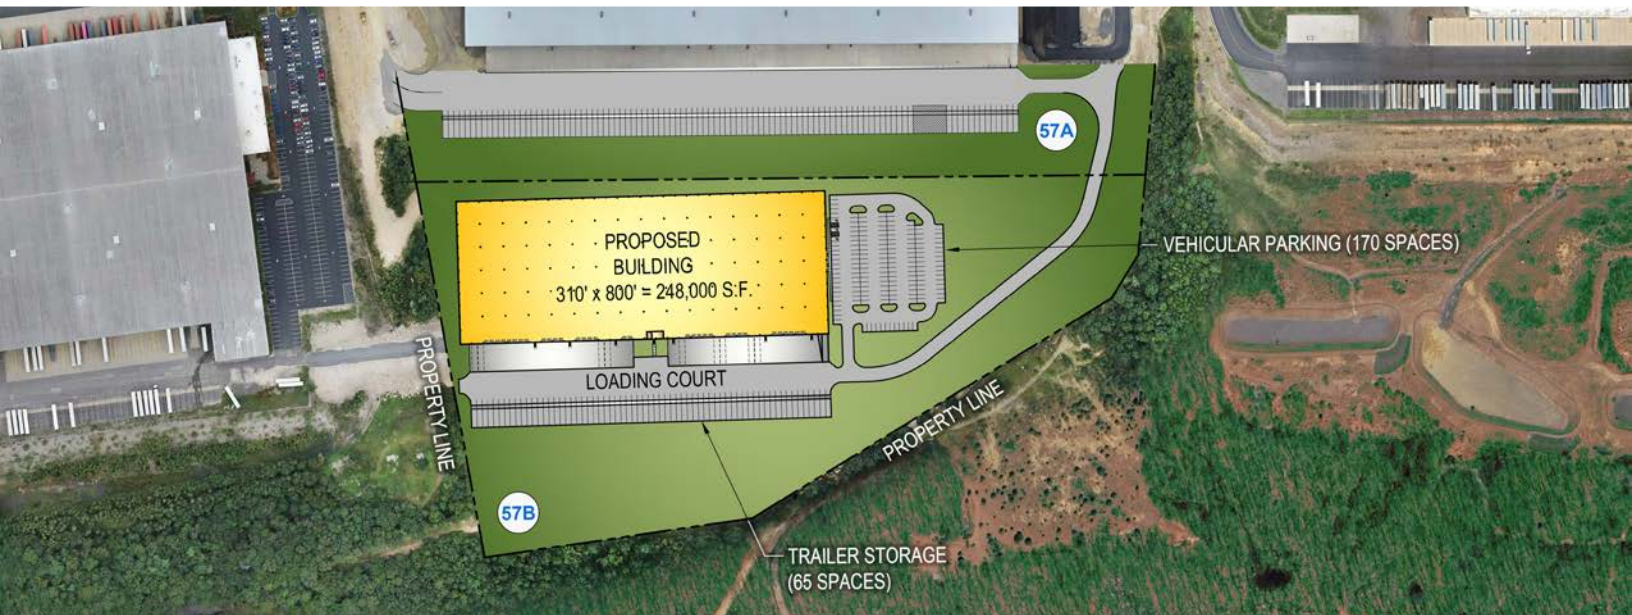 57A
PROPOSED
BUILDING
310' x 800' = 248,000 S.F.
VEHICULAR PARKING (170 SPACES)
LOADING COURT
PROPERTY LINE
PROPERTY LINE
57B
TRAILER STORAGE
(65 SPACES)